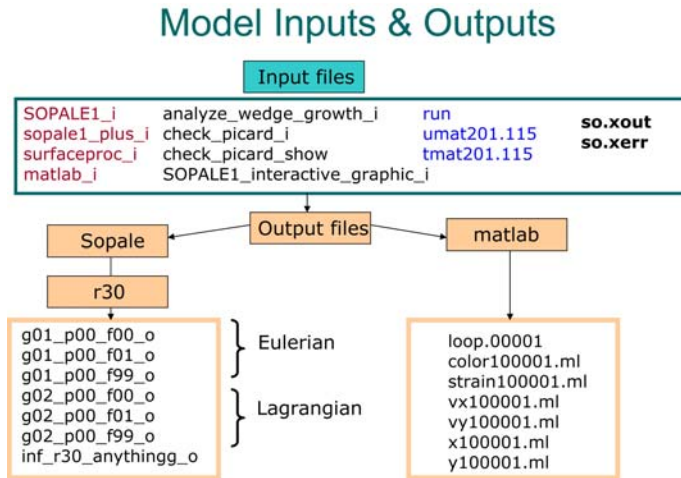 Model Inputs & Outputs
Input files
SOPALE1_i analyze_wedge_growth_i run so.xout
sopale1_plus_i check_picard_i umat201.115 so.xerr
surfaceproc_i check_picard_show tmat201.115
matlab_i SOPALE1_interactive_graphic_i
Sopale Output files matlab
r30
g01_p00_f00_o
g01_p00_f01_o Eulerian
g01_p00_f99_o
g02_p00_f00_o
g02_p00_f01_o Lagrangian
g02_p00_f99_o
inf_r30_anythingg_o
loop.00001
color100001.ml
strain100001.ml
vx100001.ml
vy100001.ml
x100001.ml
y100001.ml